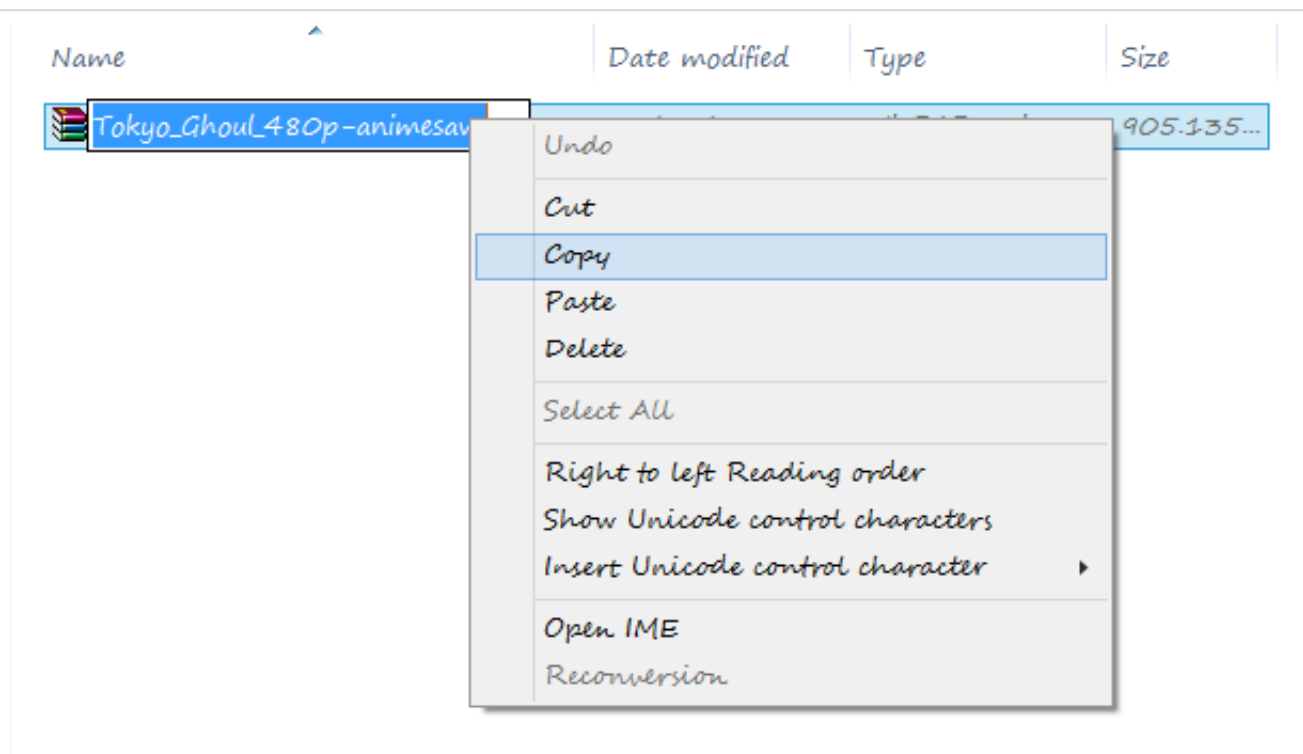 Name Date modified Type Size
Tokyo_Ghoul_480p-animesav 905.135...
Undo
Cut
Copy
Paste
Delete
Select All
Right to left Reading order
Show Unicode control characters
Insert Unicode control character
Open IME
Reconversion